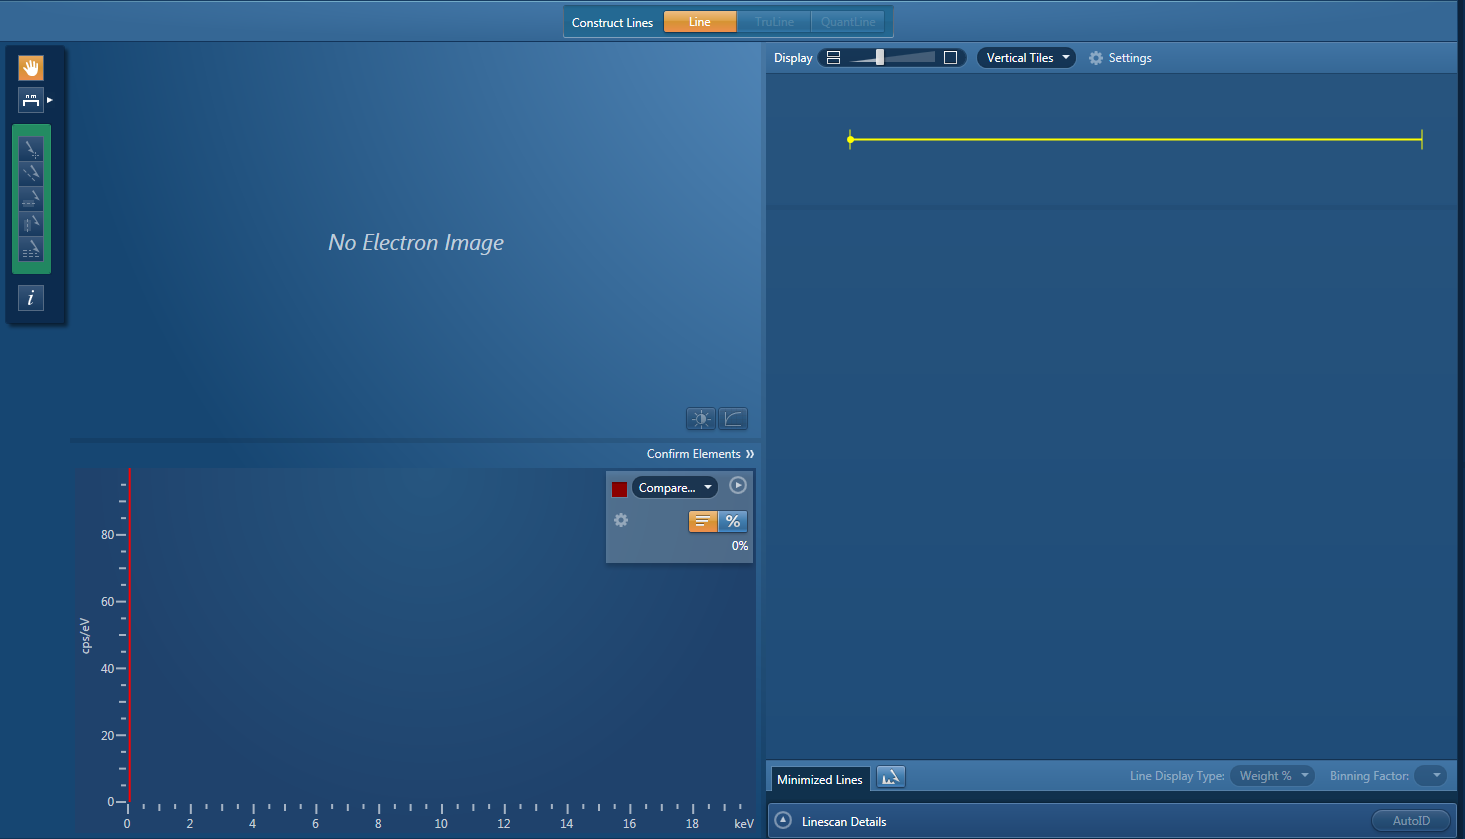 Construct Lines Line TruLine QuantLine
Display Vertical Tiles Settings
No Electron Image
Confirm Elements »
Compare...
%
0%
80
60
40
20
0
cps/eV
0 2 4 6 8 10 12 14 16 18 keV
i
Minimized Lines Line Display Type: Weight % Binning Factor:
Linescan Details AutoID